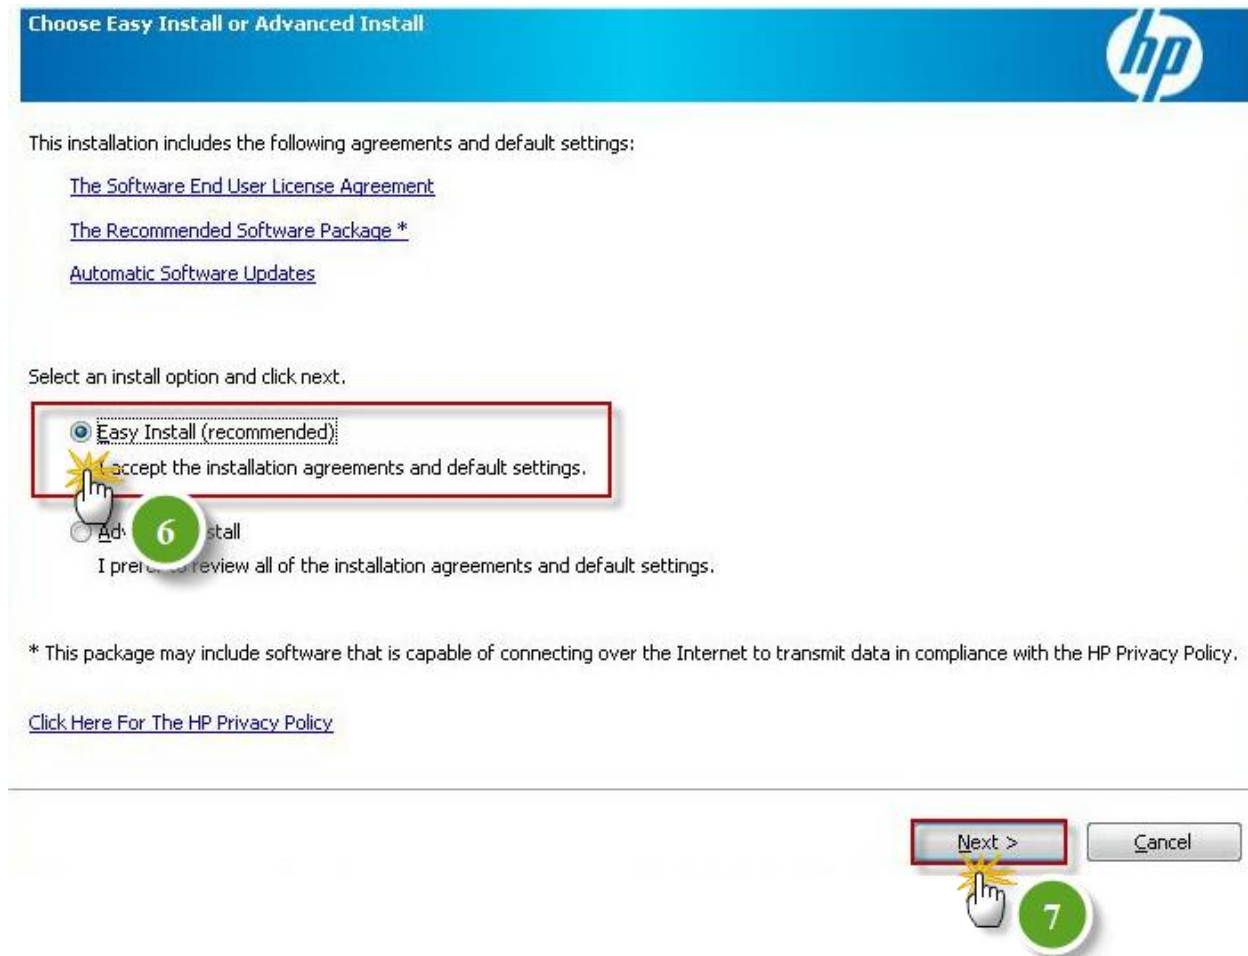 Choose Easy Install or Advanced Install
hp
This installation includes the following agreements and default settings:
The Software End User License Agreement
The Recommended Software Package *
Automatic Software Updates
Select an install option and click next.
Easy Install (recommended)
accept the installation agreements and default settings.
6
stall
I review all of the installation agreements and default settings.
* This package may include software that is capable of connecting over the Internet to transmit data in compliance with the HP Privacy Policy.
Click Here For The HP Privacy Policy
Next >
Cancel
7